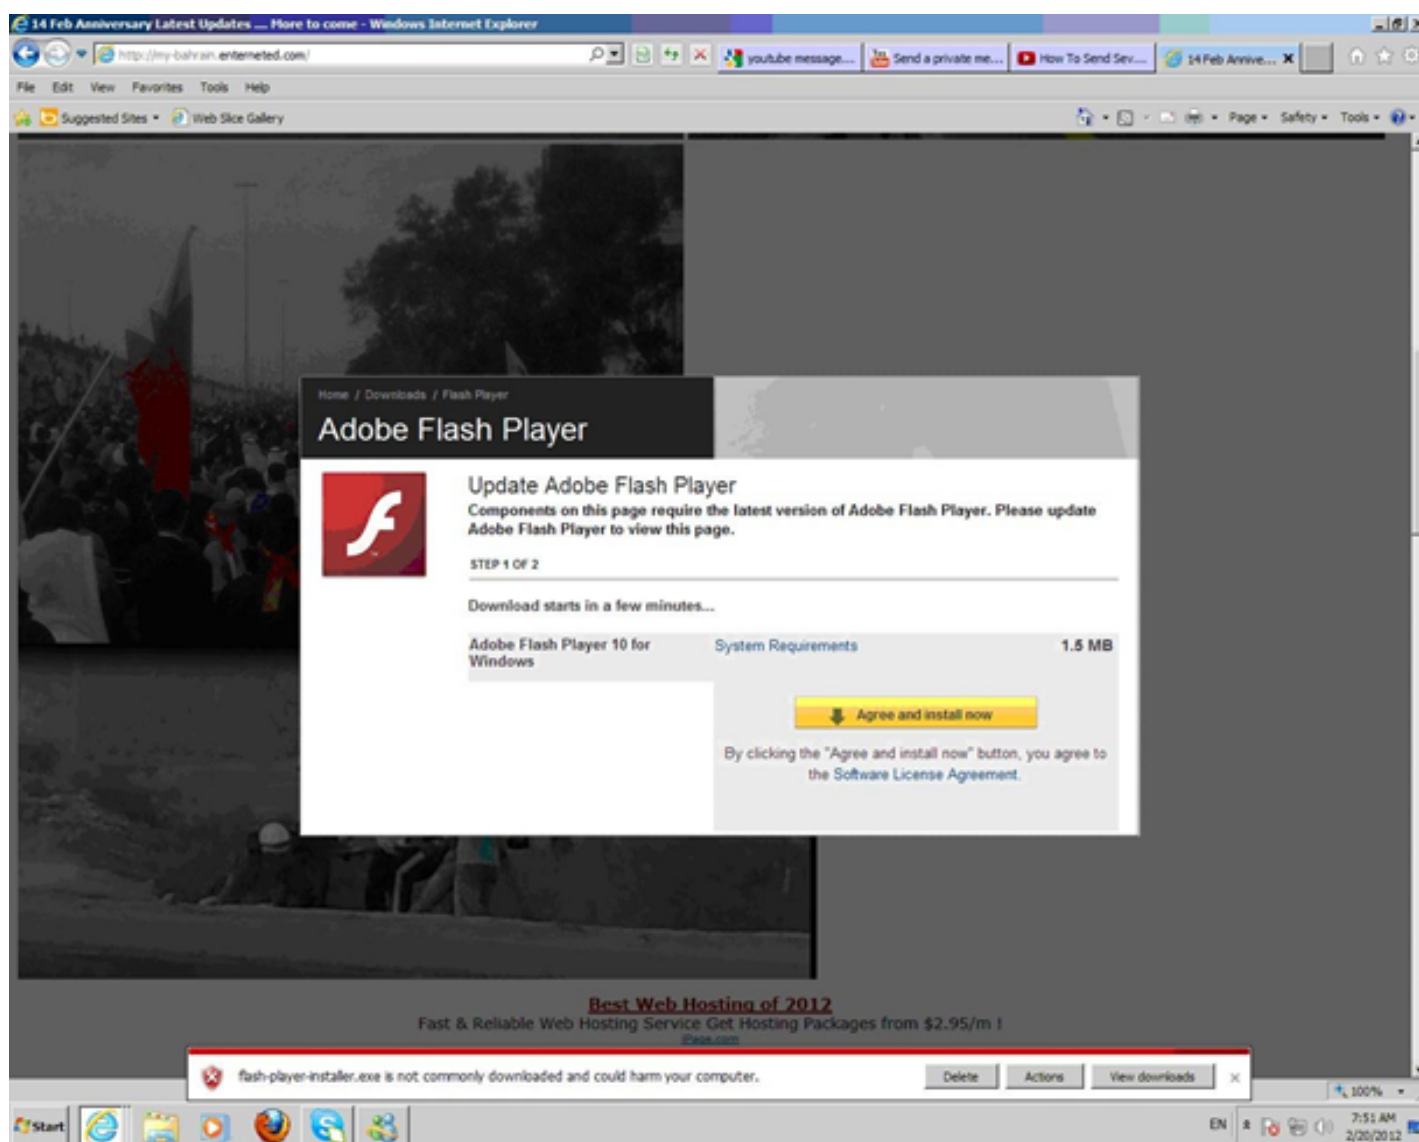 14 Feb Anniversary Latest Updates .... More to come - Windows Internet Explorer
http://my-bahrain.enterneted.com/
youtube message...
Send a private me...
How To Send Sev...
14 Feb Annive...
File Edit View Favorites Tools Help
Suggested Sites
Web Slice Gallery
Page
Safety
Tools
Home / Downloads / Flash Player
Adobe Flash Player
Update Adobe Flash Player
Components on this page require the latest version of Adobe Flash Player. Please update
Adobe Flash Player to view this page.
STEP 1 OF 2
Download starts in a few minutes...
Adobe Flash Player 10 for
Windows
System Requirements
1.5 MB
Agree and install now
By clicking the "Agree and install now" button, you agree to
the Software License Agreement.
Best Web Hosting of 2012
Fast & Reliable Web Hosting Service Get Hosting Packages from $2.95/m !
iPage.com
flash-player-installer.exe is not commonly downloaded and could harm your computer.
Delete
Actions
View downloads
100%
Start
EN
7:51 AM
2/20/2012